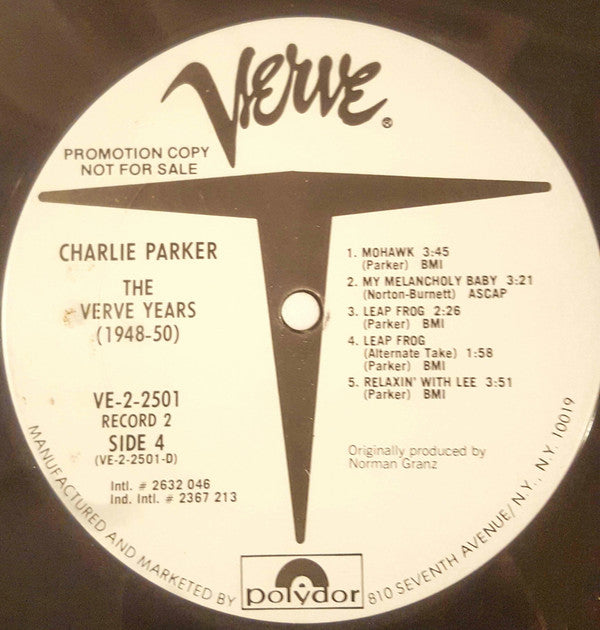 Verve®
PROMOTION COPY
NOT FOR SALE
CHARLIE PARKER
THE
VERVE YEARS
(1948-50)
VE-2-2501
RECORD 2
SIDE 4
(VE-2-2501-D)
Intl. # 2632 046
Ind. Intl. # 2367 213
1. MOHAWK 3:45
(Parker) BMI
2. MY MELANCHOLY BABY 3:21
(Norton-Burnett) ASCAP
3. LEAP FROG 2:26
(Parker) BMI
4. LEAP FROG
(Alternate Take) 1:58
(Parker) BMI
5. RELAXIN' WITH LEE 3:51
(Parker) BMI
Originally produced by
Norman Granz
MANUFACTURED AND MARKETED BY polydor 810 SEVENTH AVENUE/ N.Y., N.Y. 10019